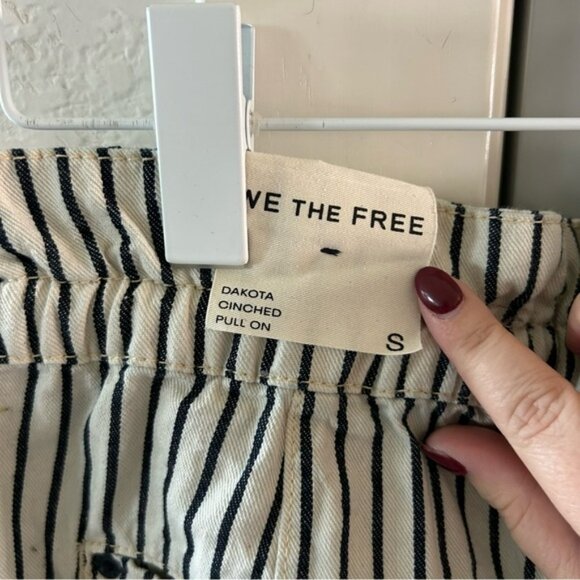 WE THE FREE
DAKOTA
CINCHED
PULL ON
S